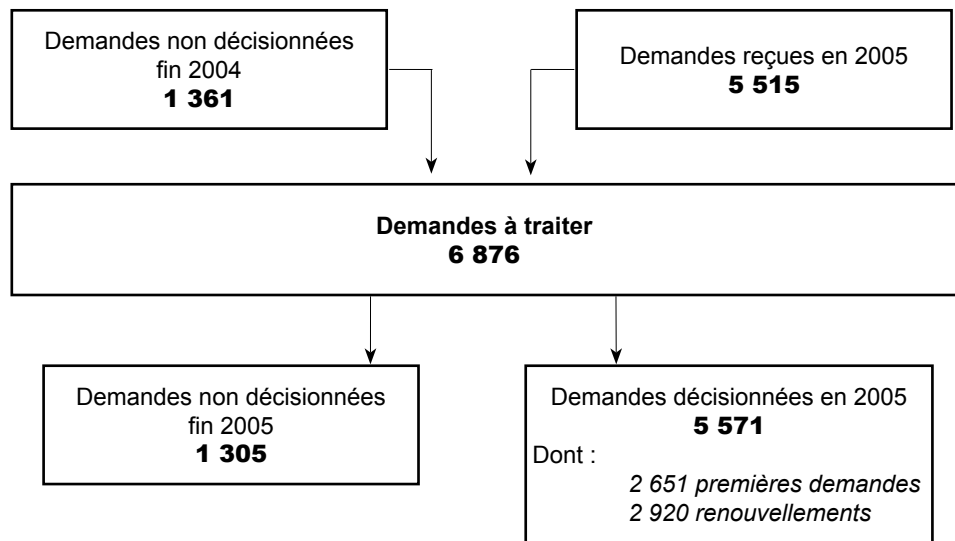 Demandes non décisionnées
fin 2004
1 361
Demandes reçues en 2005
5 515
Demandes à traiter
6 876
Demandes non décisionnées
fin 2005
1 305
Demandes décisionnées en 2005
5 571
Dont :
2 651 premières demandes
2 920 renouvellements